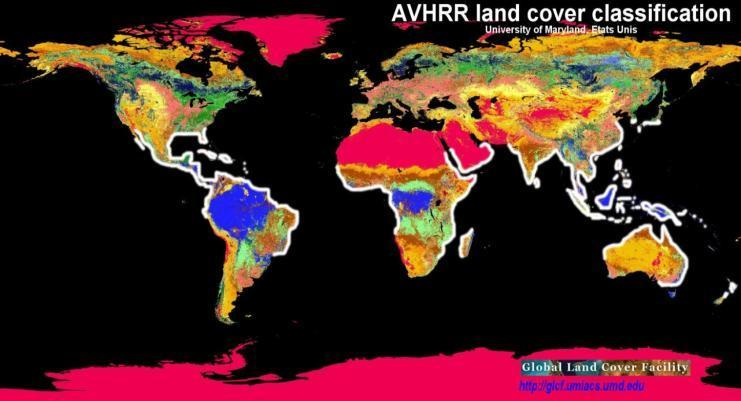 AVHRR land cover classification
University of Maryland, Etats Unis
Global Land Cover Facility
http://glcf.umiacs.umd.edu